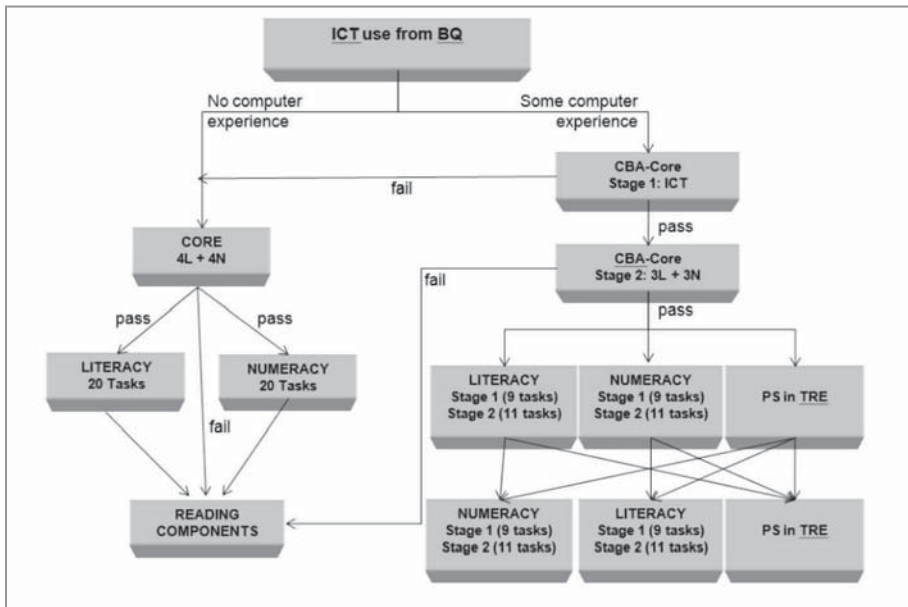 ICT use from BQ
No computer
experience
Some computer
experience
CBA-Core
Stage 1: ICT
fail
pass
CORE
4L + 4N
CBA-Core
Stage 2: 3L + 3N
fail
pass
pass
pass
LITERACY
20 Tasks
NUMERACY
20 Tasks
LITERACY
Stage 1 (9 tasks)
Stage 2 (11 tasks)
NUMERACY
Stage 1 (9 tasks)
Stage 2 (11 tasks)
PS in TRE
fail
READING
COMPONENTS
NUMERACY
Stage 1 (9 tasks)
Stage 2 (11 tasks)
LITERACY
Stage 1 (9 tasks)
Stage 2 (11 tasks)
PS in TRE